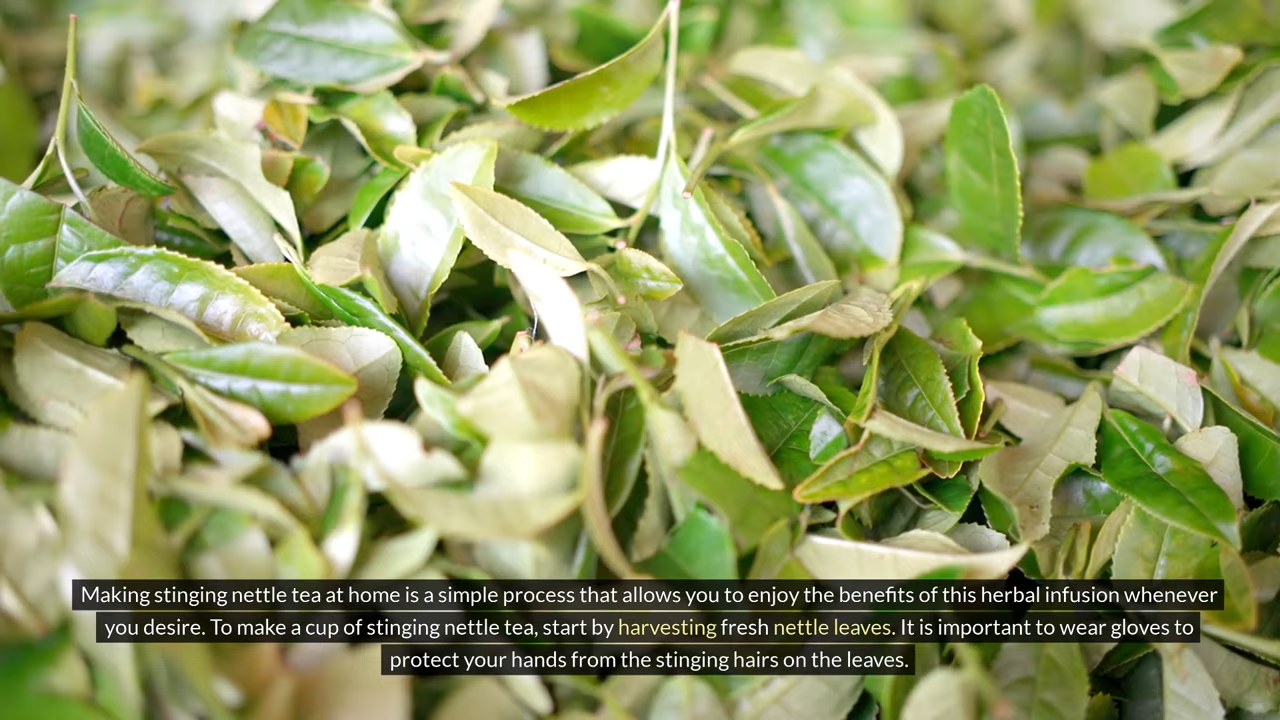 Making stinging nettle tea at home is a simple process that allows you to enjoy the benefits of this herbal infusion whenever
you desire. To make a cup of stinging nettle tea, start by harvesting fresh nettle leaves. It is important to wear gloves to
protect your hands from the stinging hairs on the leaves.